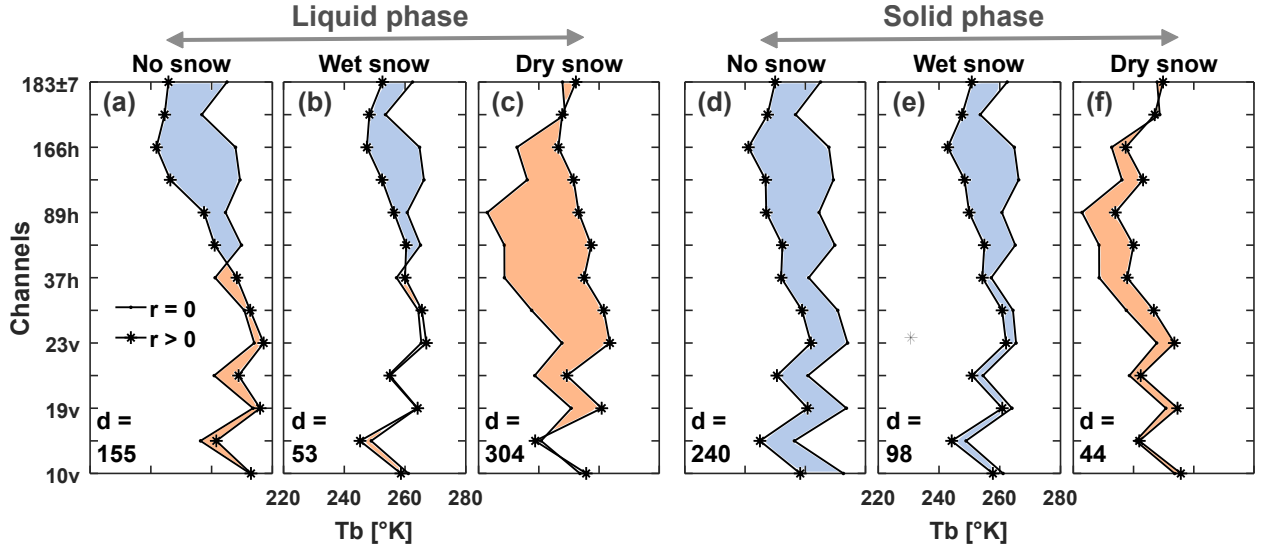 Liquid phase Solid phase
No snow Wet snow Dry snow No snow Wet snow Dry snow
183±7 (a) (b) (c) (d) (e) (f)
166h
89h
37h
r = 0
r > 0
23v
19v
10v
Channels
d = d = d = d = d = d =
155 53 304 240 98 44
220 240 260 280 220 240 260 280
Tb [°K] Tb [°K]